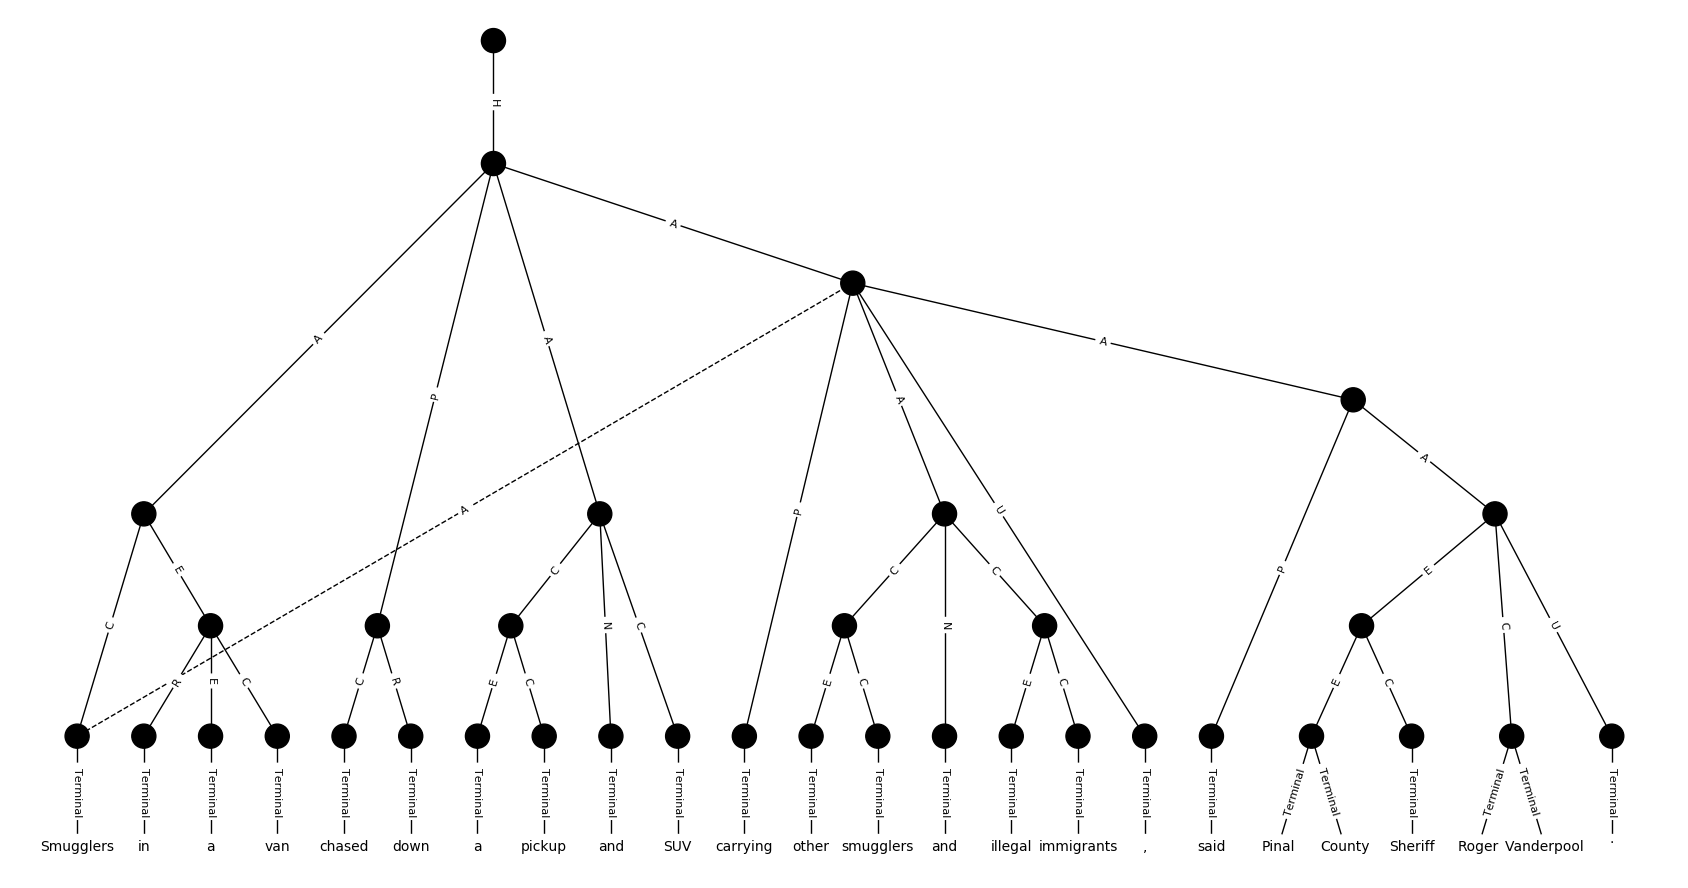 H
A
A
A
P
A
A
P
A
U
A
E
C
C
C
P
E
C
N
C
N
C
E
C
U
R
E
C
C
R
E
C
E
C
E
C
E
C
Terminal Terminal Terminal Terminal Terminal Terminal Terminal Terminal Terminal Terminal Terminal Terminal Terminal Terminal Terminal Terminal Terminal Terminal Terminal Terminal Terminal Terminal Terminal Terminal
Smugglers in a van chased down a pickup and SUV carrying other smugglers and illegal immigrants , said Pinal County Sheriff Roger Vanderpool .